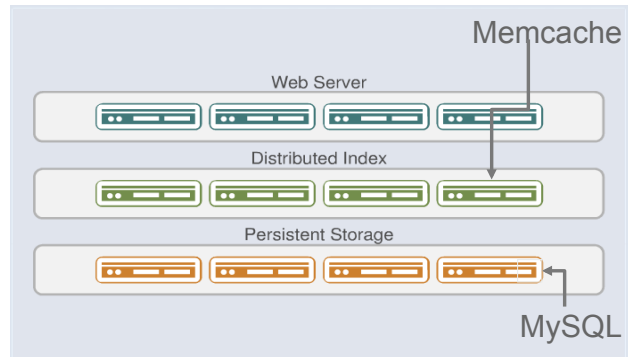 Memcache
Web Server
Distributed Index
Persistent Storage
MySQL